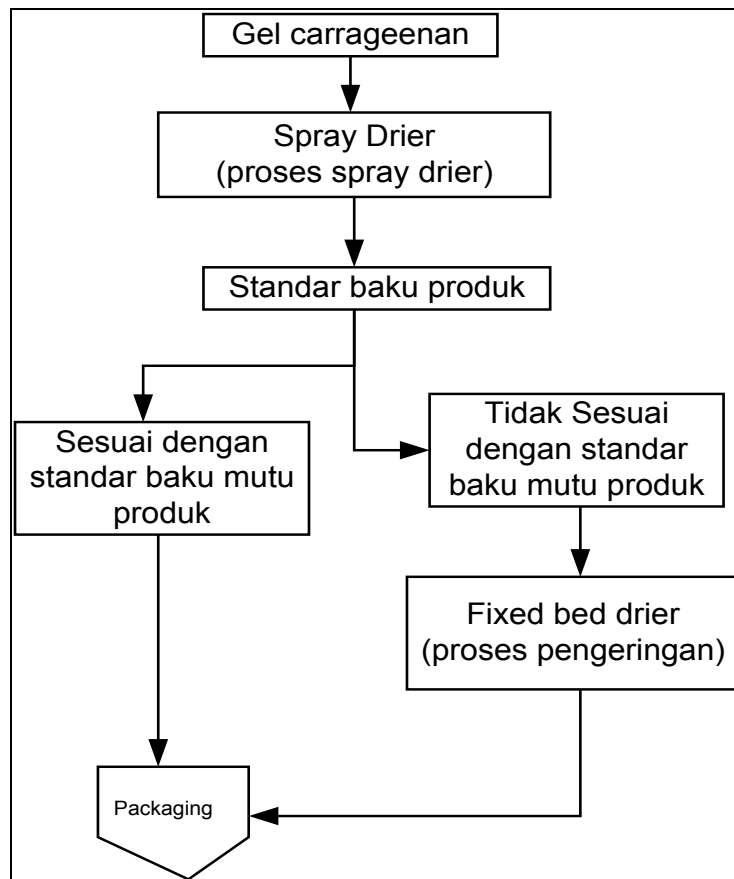 Gel carrageenan
Spray Drier
(proses spray drier)
Standar baku produk
Sesuai dengan
standar baku mutu
produk
Tidak Sesuai
dengan standar
baku mutu produk
Fixed bed drier
(proses pengeringan)
Packaging